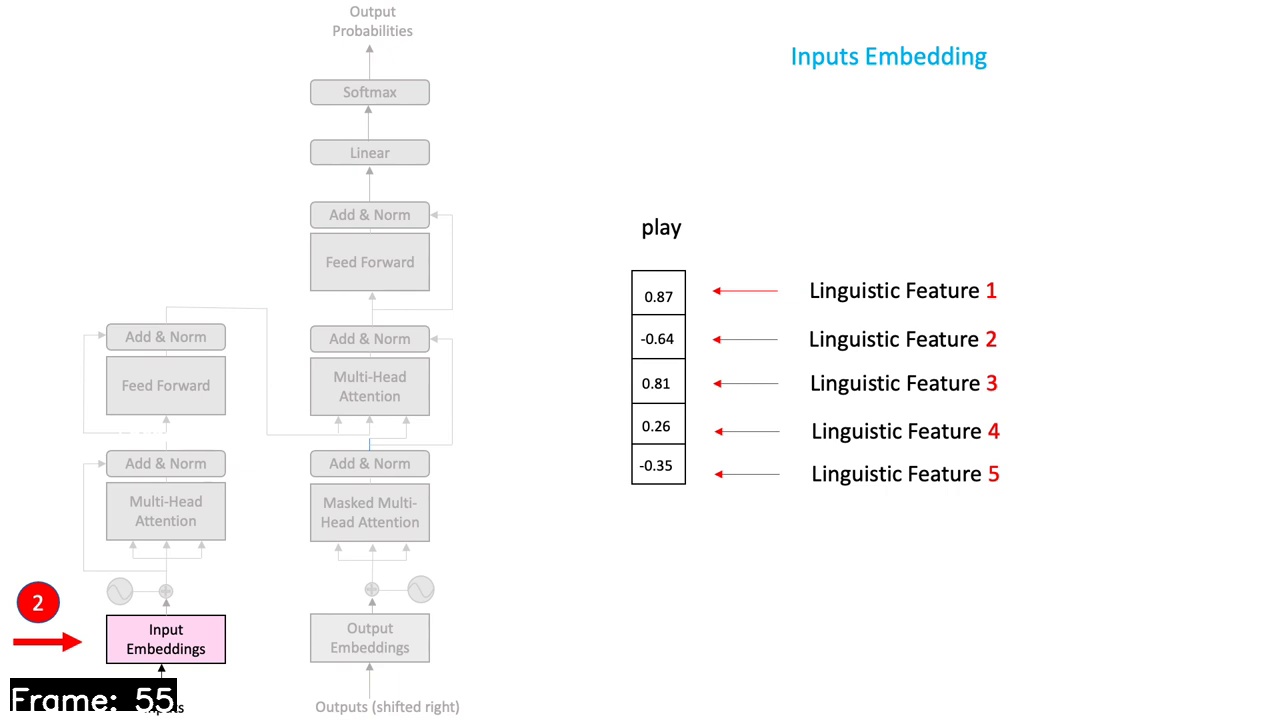 Output
Probabilities
Softmax
Linear
Add & Norm
Feed Forward
Add & Norm
Multi-Head
Attention
Add & Norm
Masked Multi-
Head Attention
Output
Embeddings
Outputs (shifted right)
Add & Norm
Feed Forward
Add & Norm
Multi-Head
Attention
2
Input
Embeddings
Frame: 55
Inputs Embedding
play
0.87
Linguistic Feature 1
-0.64
Linguistic Feature 2
0.81
Linguistic Feature 3
0.26
Linguistic Feature 4
-0.35
Linguistic Feature 5